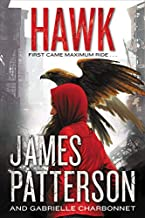 HAWK
FIRST CAME MAXIMUM RIDE...
JAMES
PATTERSON
AND GABRIELLE CHARBONNET